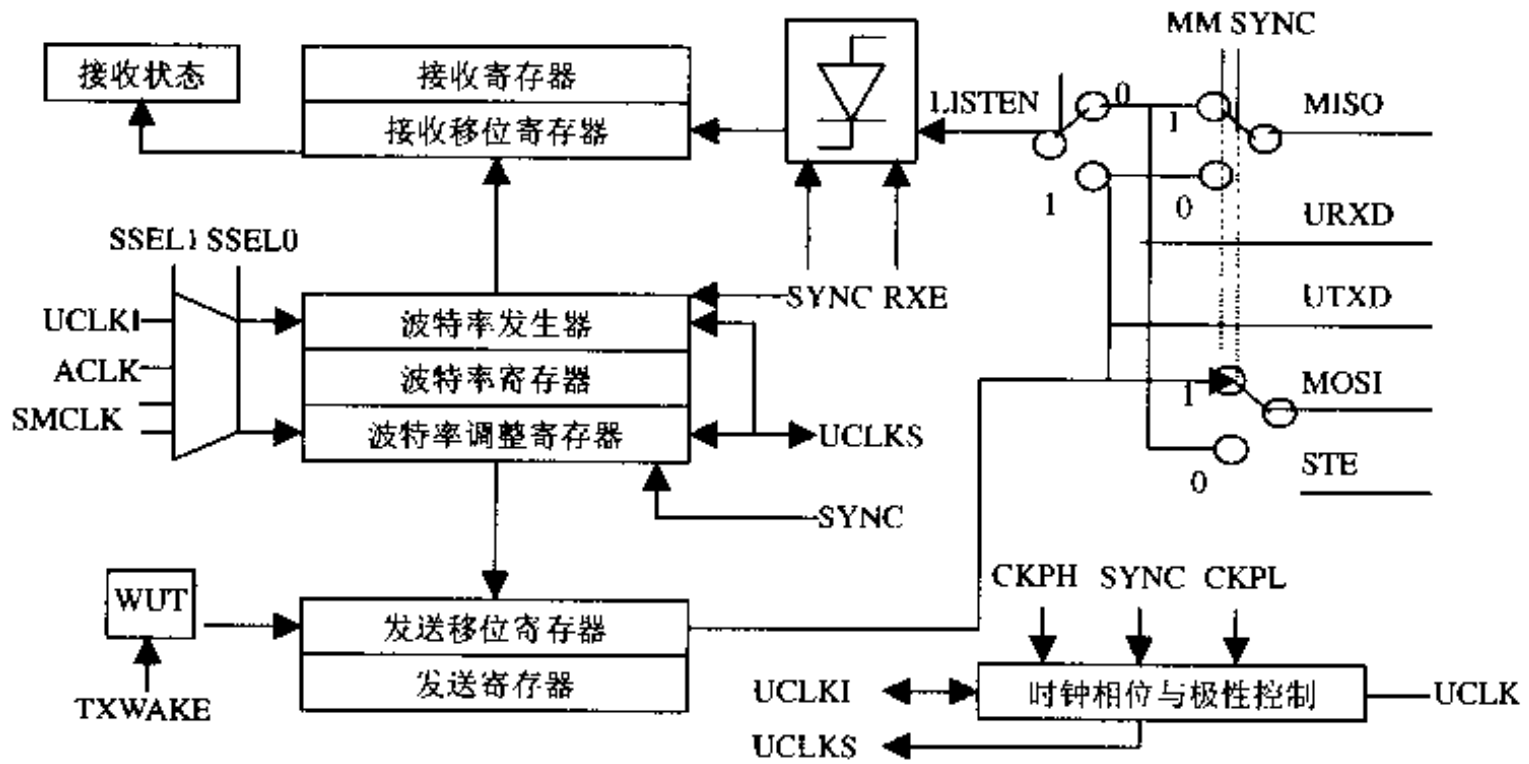 MM SYNC
接收状态
接收寄存器
接收移位寄存器
LISTEN
0
1
MISO
1
0
URXD
SSEL1 SSEL0
SYNC RXE
UCLKI
波特率发生器
UTXD
ACLK
波特率寄存器
1
MOSI
SMCLK
波特率调整寄存器
UCLKS
0
STE
SYNC
CKPH SYNC CKPL
WUT
发送移位寄存器
发送寄存器
UCLKI
时钟相位与极性控制
UCLK
TXWAKE
UCLKS